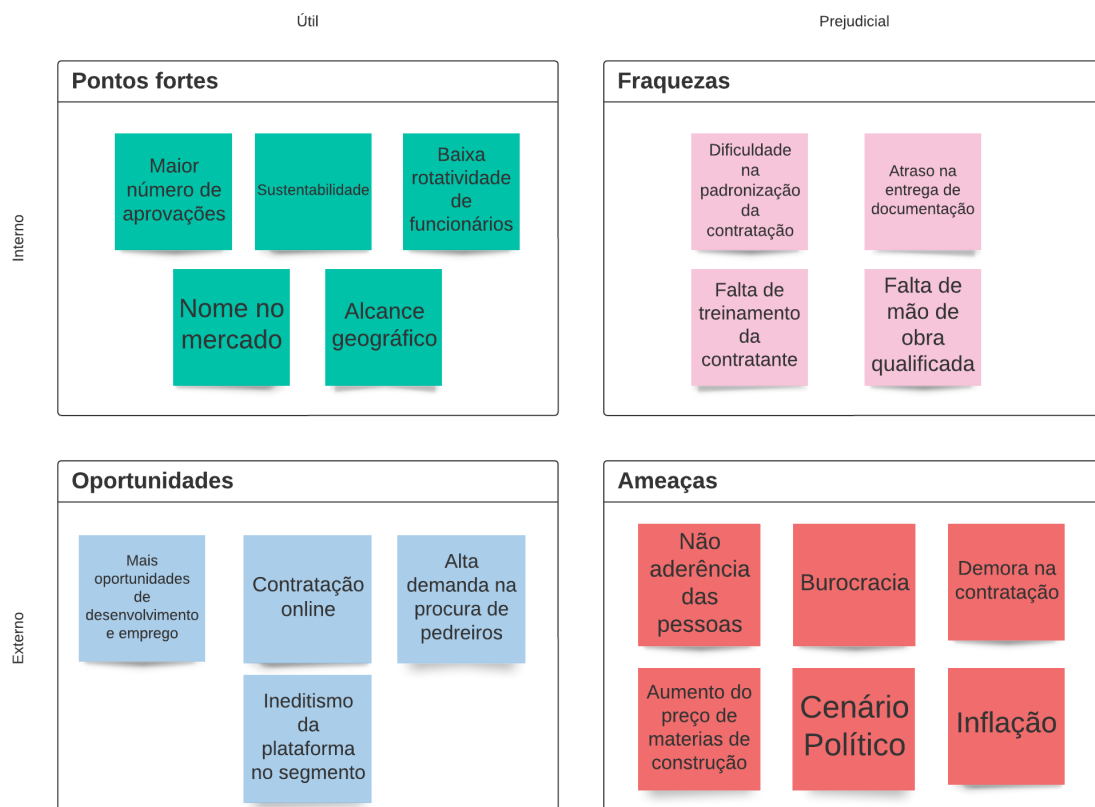 Útil
Prejudicial
Interno
Pontos fortes
Maior
número de
aprovações
Sustentabilidade
Baixa
rotatividade
de
funcionários
Nome no
mercado
Alcance
geográfico
Fraquezas
Dificuldade
na
padronização
da
contratação
Atraso na
entrega de
documentação
Falta de
treinamento
da
contratante
Falta de
mão de
obra
qualificada
Externo
Oportunidades
Mais
oportunidades
de
desenvolvimento
e emprego
Contratação
online
Alta
demanda na
procura de
pedreiros
Ineditismo
da
plataforma
no segmento
Ameaças
Não
aderência
das
pessoas
Burocracia
Demora na
contratação
Aumento do
preço de
materias de
construção
Cenário
Político
Inflação